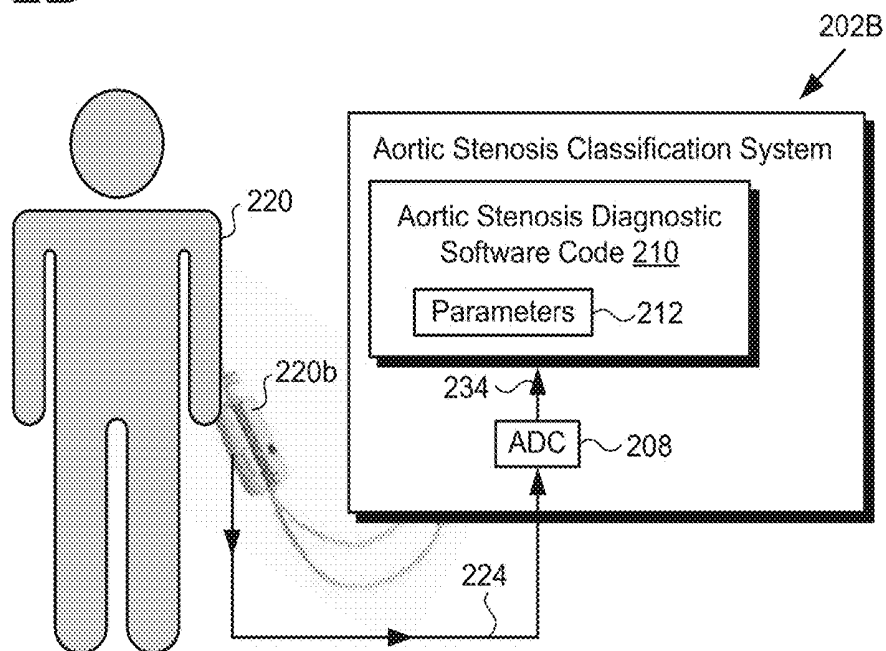 202B
Aortic Stenosis Classification System
220
Aortic Stenosis Diagnostic
Software Code 210
Parameters
212
220b
234
ADC
208
224